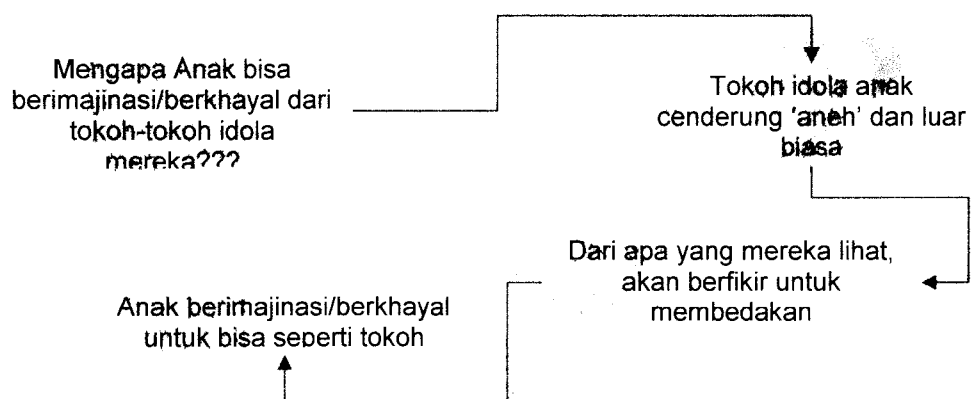 Mengapa Anak bisa
berimajinasi/berkhayal dari
tokoh-tokoh idola
mereka???
Tokoh idola anak
cenderung 'aneh' dan luar
biasa
Dari apa yang mereka lihat,
akan berfikir untuk
membedakan
Anak berimajinasi/berkhayal
untuk bisa seperti tokoh